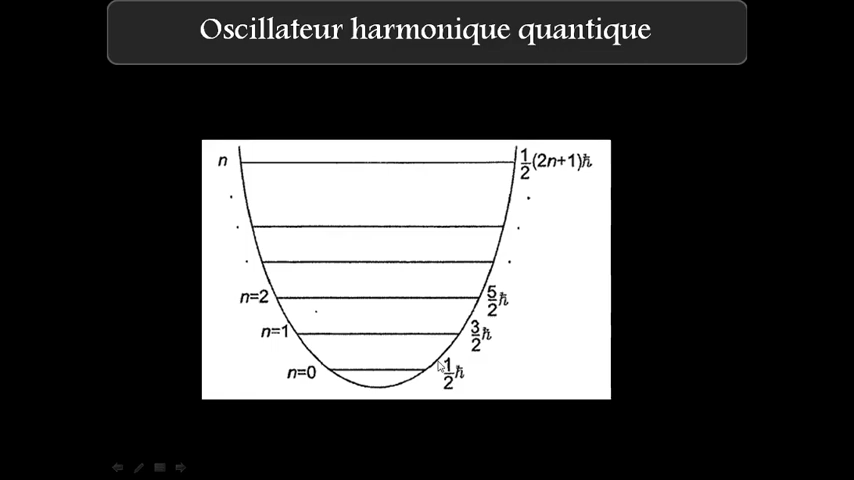 Oscillateur harmonique quantique
n
1/2(2n+1)ℏ
n=2
5/2ℏ
n=1
3/2ℏ
n=0
1/2ℏ